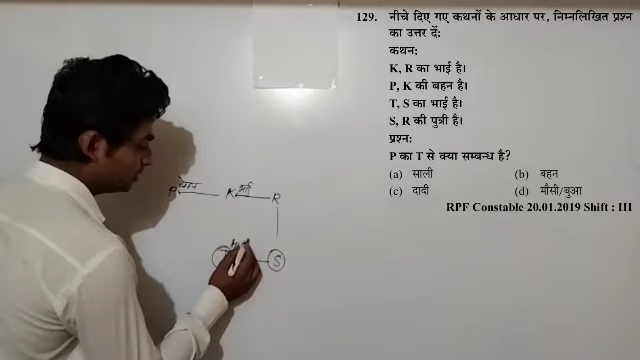 129. नीचे दिए गए कथनों के आधार पर, निम्नलिखित प्रश्न
का उत्तर दें:
कथन:
K, R का भाई है।
P, K की बहन है।
T, S का भाई है।
S, R की पुत्री है।
प्रश्न:
P का T से क्या सम्बन्ध है?
(a) साली (b) बहन
(c) दादी (d) मौसी/बुआ
RPF Constable 20.01.2019 Shift : III
बहन भाई
P K R
S